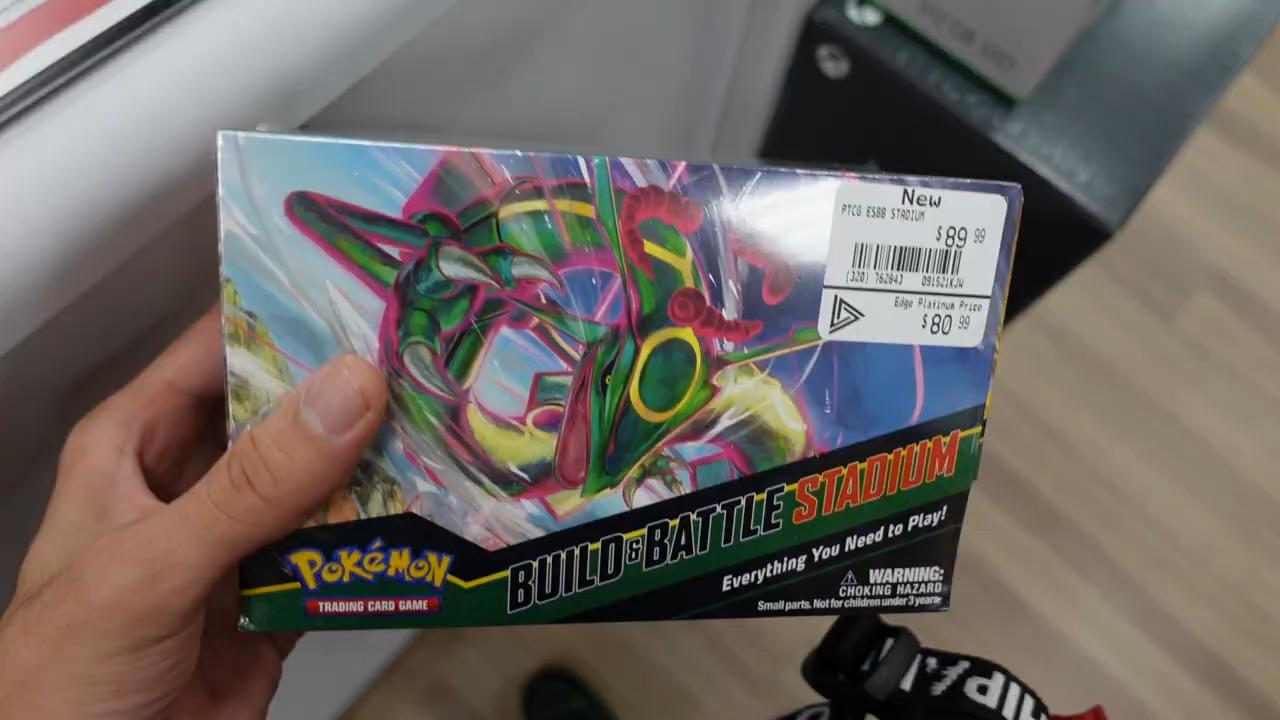 New
PTCG ESBB STADIUM
$89 99
(320) 762843 091521KJW
Edge Platinum Price
$80 99
BUILD & BATTLE STADIUM
Everything You Need to Play!
POKéMON
TRADING CARD GAME
WARNING:
CHOKING HAZARD
Small parts. Not for children under 3 years.